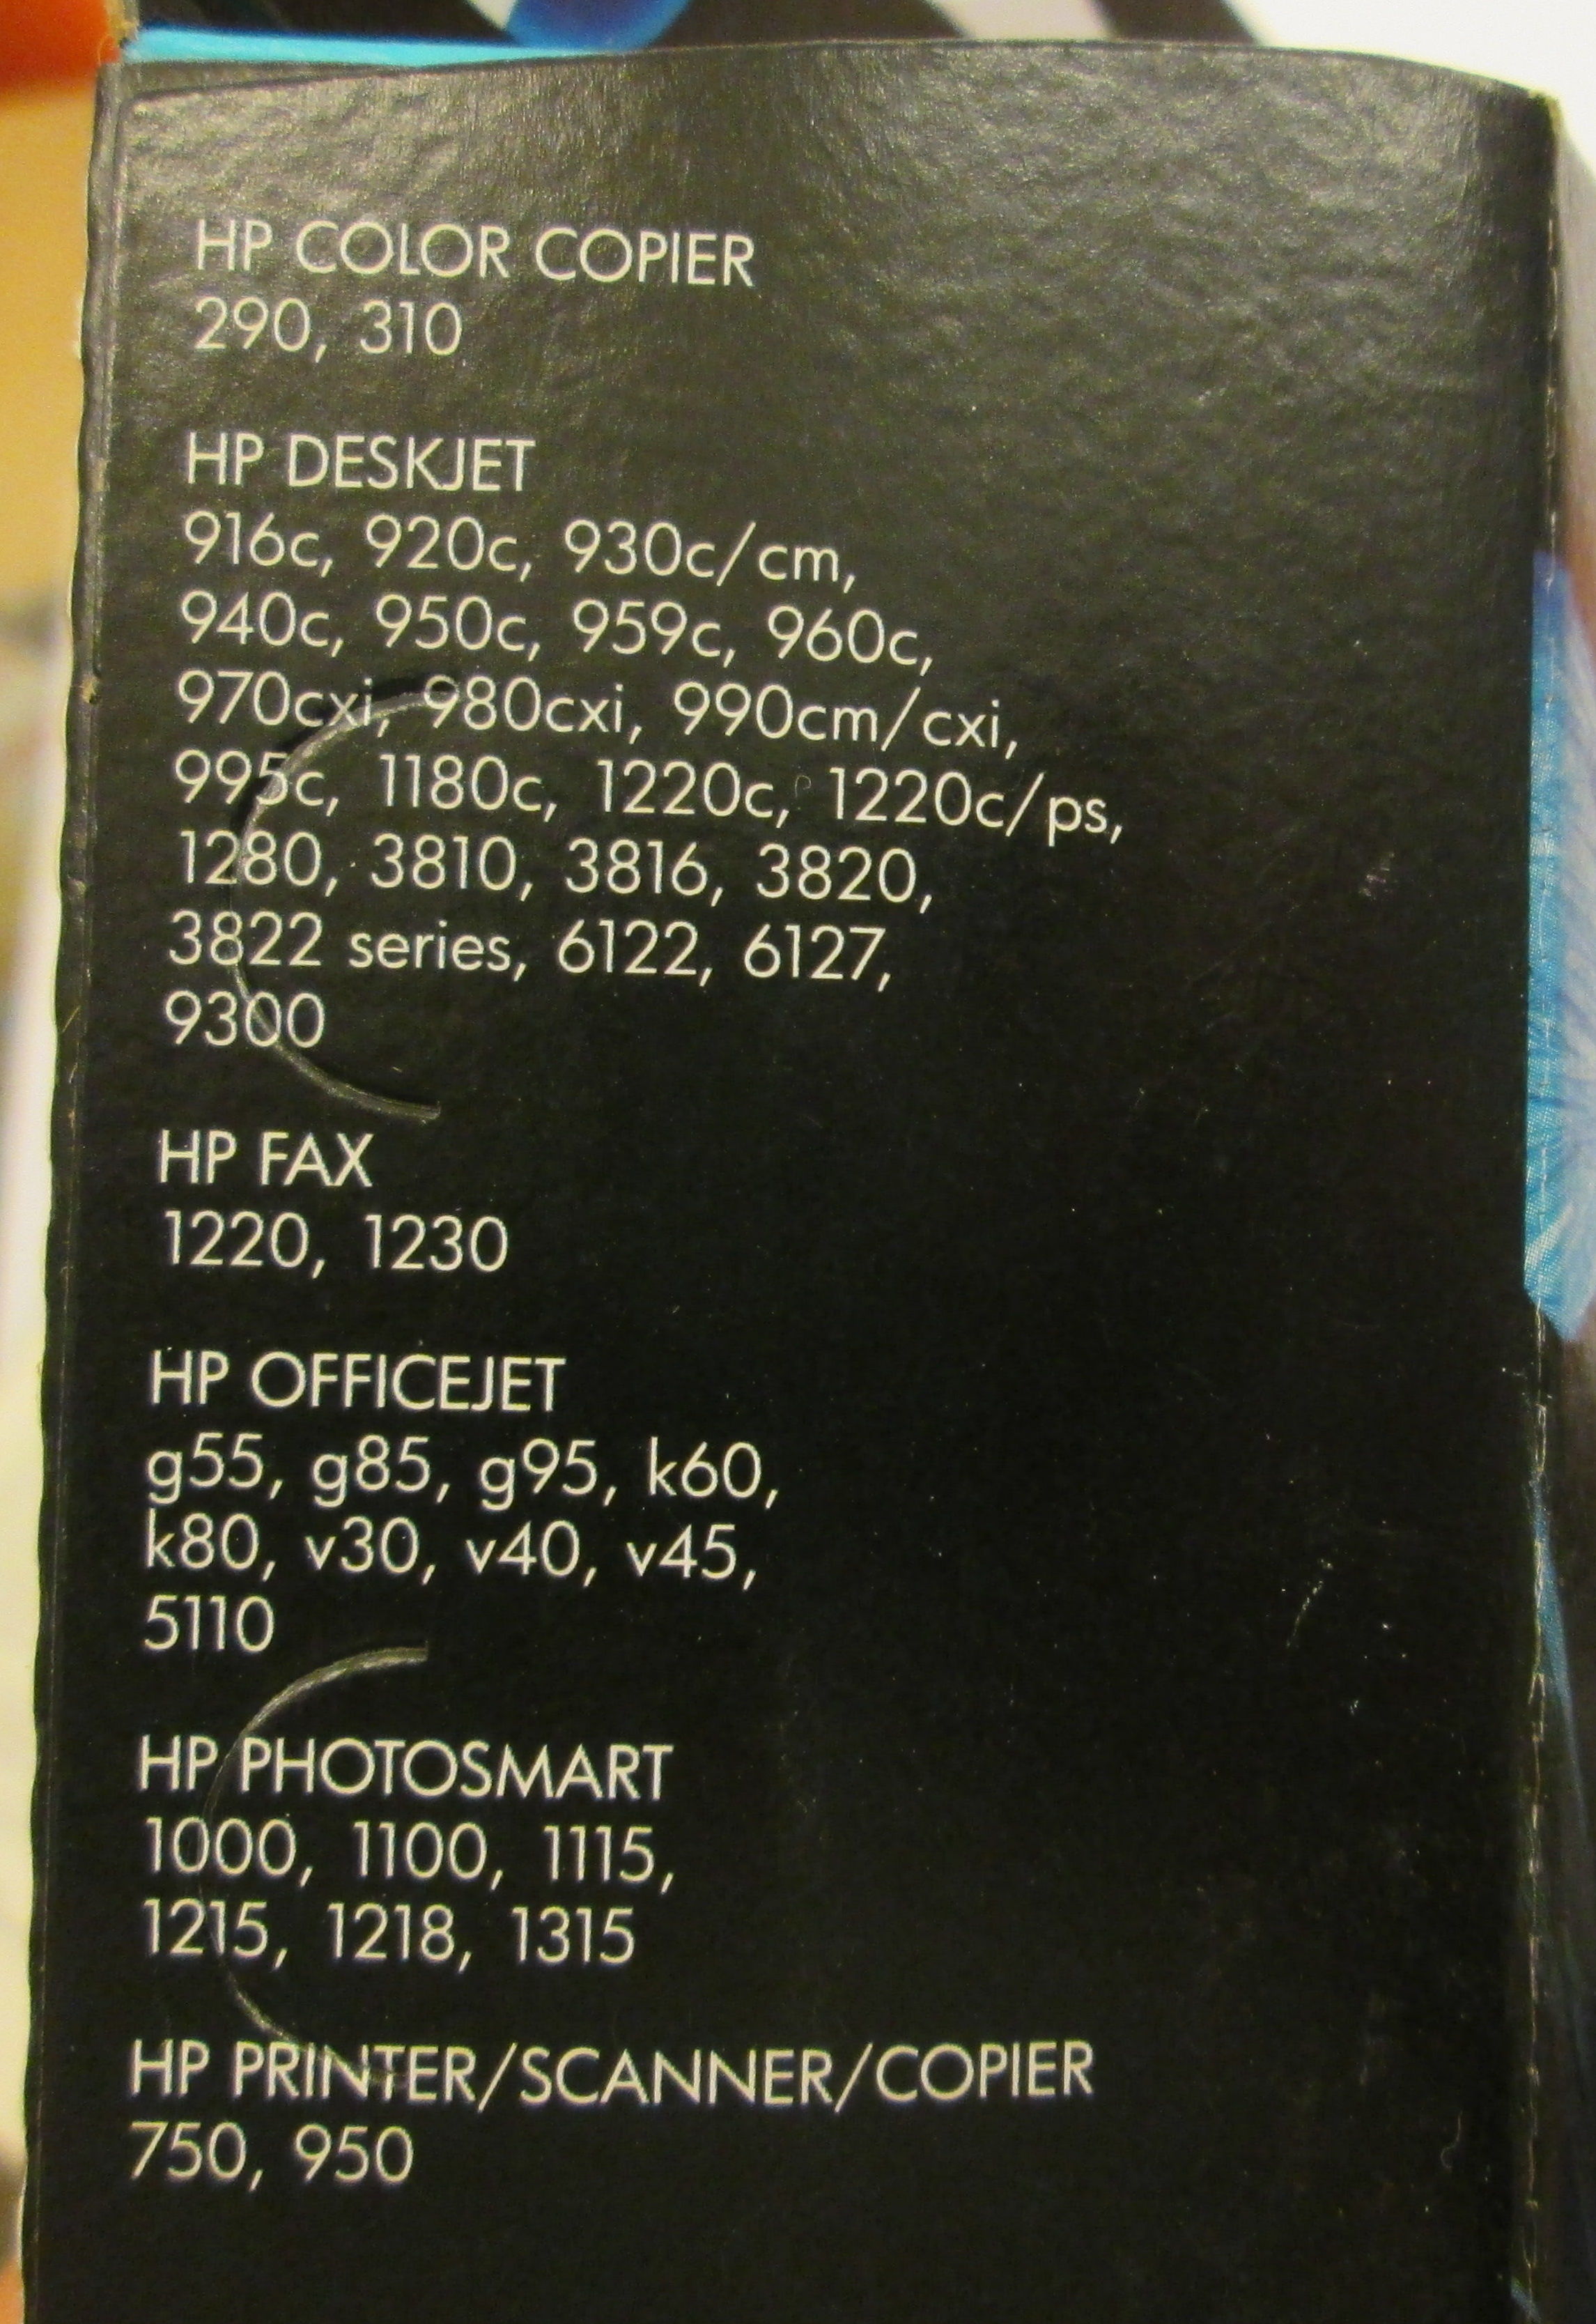 HP COLOR COPIER
290, 310
HP DESKJET
916c, 920c, 930c/cm,
940c, 950c, 959c, 960c,
970cxi, 980cxi, 990cm/cxi,
995c, 1180c, 1220c, 1220c/ps,
1280, 3810, 3816, 3820,
3822 series, 6122, 6127,
9300
HP FAX
1220, 1230
HP OFFICEJET
g55, g85, g95, k60,
k80, v30, v40, v45,
5110
HP PHOTOSMART
1000, 1100, 1115,
1215, 1218, 1315
HP PRINTER/SCANNER/COPIER
750, 950